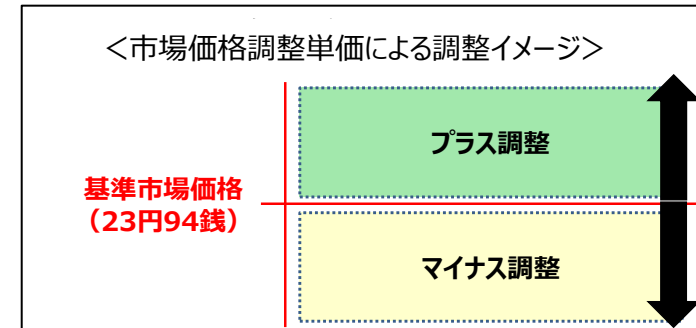 ＜市場価格調整単価による調整イメージ＞
プラス調整
基準市場価格
（23円94銭）
マイナス調整